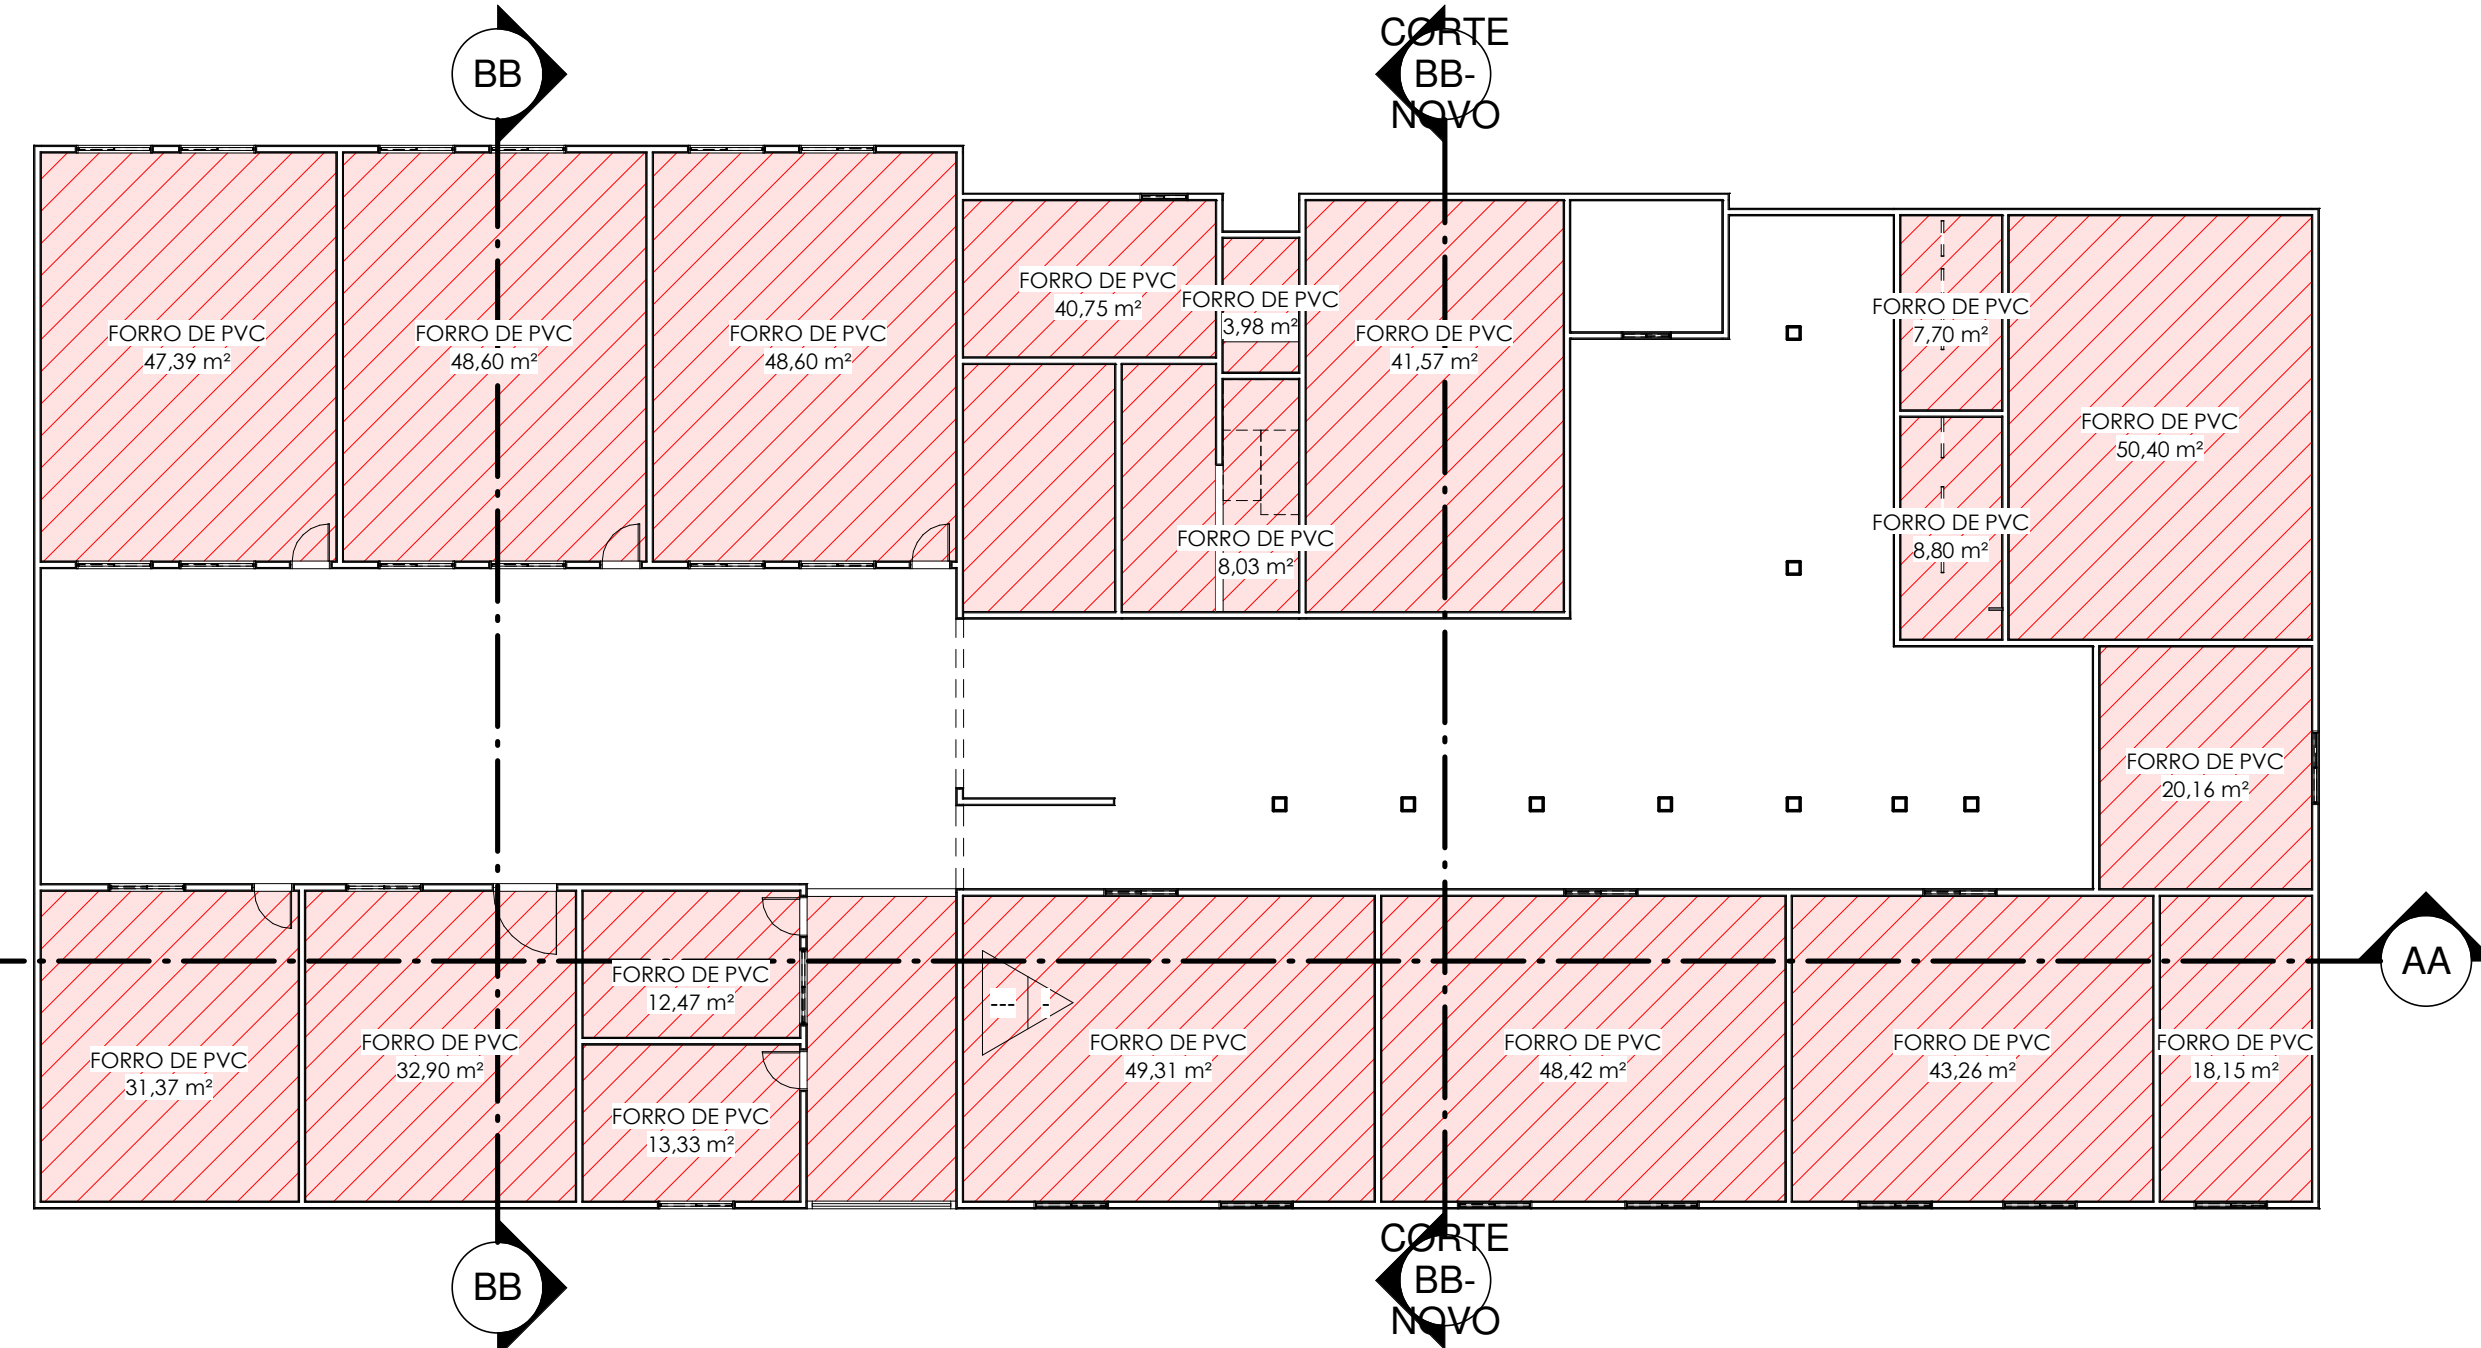 BB
CORTE
BB-
NOVO
FORRO DE PVC
47,39 m²
FORRO DE PVC
48,60 m²
FORRO DE PVC
48,60 m²
FORRO DE PVC
40,75 m²
FORRO DE PVC
3,98 m²
FORRO DE PVC
41,57 m²
FORRO DE PVC
7,70 m²
FORRO DE PVC
50,40 m²
FORRO DE PVC
8,80 m²
FORRO DE PVC
8,03 m²
FORRO DE PVC
20,16 m²
AA
FORRO DE PVC
12,47 m²
--- -
FORRO DE PVC
31,37 m²
FORRO DE PVC
32,90 m²
FORRO DE PVC
49,31 m²
FORRO DE PVC
48,42 m²
FORRO DE PVC
43,26 m²
FORRO DE PVC
18,15 m²
FORRO DE PVC
13,33 m²
BB
CORTE
BB-
NOVO